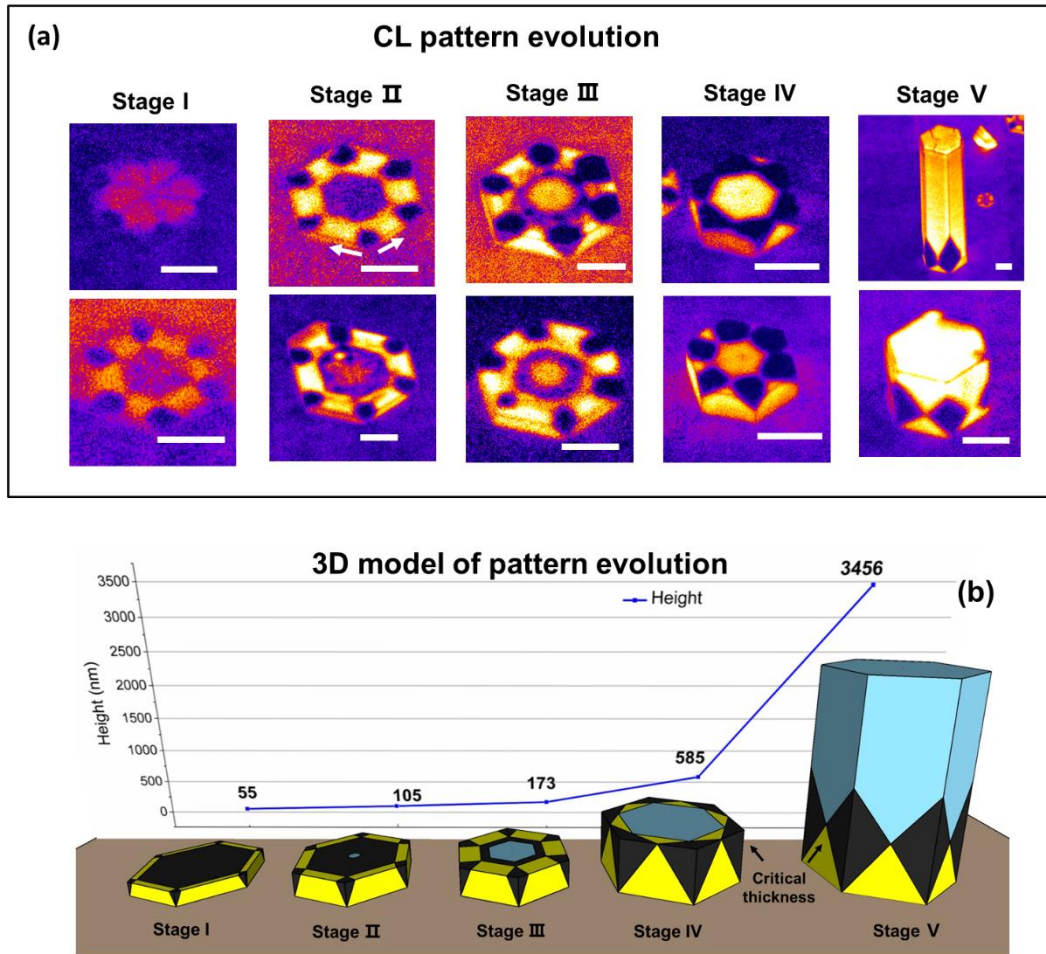 (a)
CL pattern evolution
Stage I
Stage II
Stage III
Stage IV
Stage V
3D model of pattern evolution
(b)
3500
3000
2500
2000
1500
1000
500
0
Height (nm)
Height
55
105
173
585
3456
Critical
thickness
Stage I
Stage II
Stage III
Stage IV
Stage V